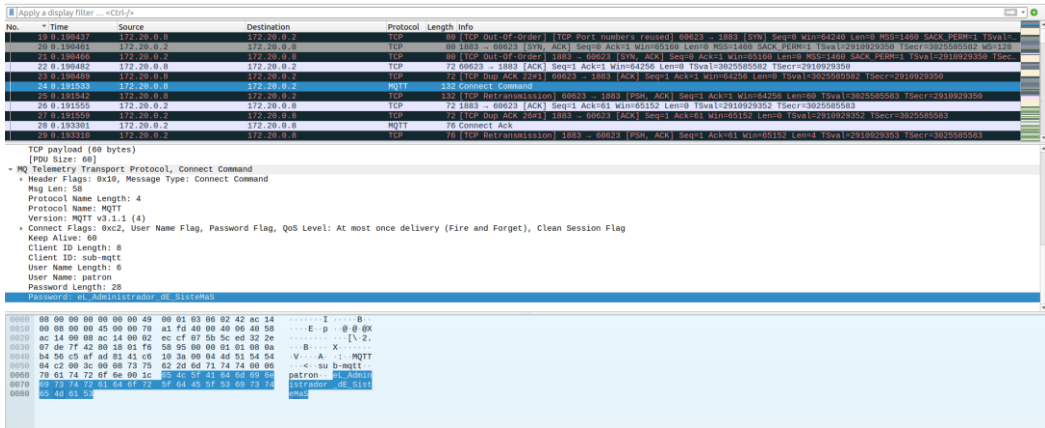 Apply a display filter ... <Ctrl-/>
No. Time Source Destination Protocol Length Info
19 0.190437 172.20.0.8 172.20.0.2 TCP 80 [TCP Out-Of-Order] [TCP Port numbers reused] 60623 → 1883 [SYN] Seq=0 Win=64240 Len=0 MSS=1460 SACK_PERM=1 TSval=…
20 0.190461 172.20.0.2 172.20.0.8 TCP 80 1883 → 60623 [SYN, ACK] Seq=0 Ack=1 Win=65160 Len=0 MSS=1460 SACK_PERM=1 TSval=2910929350 TSecr=3025585582 WS=128
21 0.190466 172.20.0.2 172.20.0.8 TCP 80 [TCP Out-Of-Order] 1883 → 60623 [SYN, ACK] Seq=0 Ack=1 Win=65160 Len=0 MSS=1460 SACK_PERM=1 TSval=2910929350 TSec…
22 0.190482 172.20.0.8 172.20.0.2 TCP 72 60623 → 1883 [ACK] Seq=1 Ack=1 Win=64256 Len=0 TSval=3025585582 TSecr=2910929350
23 0.190489 172.20.0.8 172.20.0.2 TCP 72 [TCP Dup ACK 22#1] 60623 → 1883 [ACK] Seq=1 Ack=1 Win=64256 Len=0 TSval=3025585582 TSecr=2910929350
24 0.191533 172.20.0.8 172.20.0.2 MQTT 132 Connect Command
25 0.191542 172.20.0.8 172.20.0.2 TCP 132 [TCP Retransmission] 60623 → 1883 [PSH, ACK] Seq=1 Ack=1 Win=64256 Len=60 TSval=3025585583 TSecr=2910929350
26 0.191555 172.20.0.2 172.20.0.8 TCP 72 1883 → 60623 [ACK] Seq=1 Ack=61 Win=65152 Len=0 TSval=2910929352 TSecr=3025585583
27 0.191559 172.20.0.2 172.20.0.8 TCP 72 [TCP Dup ACK 26#1] 1883 → 60623 [ACK] Seq=1 Ack=61 Win=65152 Len=0 TSval=2910929352 TSecr=3025585583
28 0.193301 172.20.0.2 172.20.0.8 MQTT 76 Connect Ack
29 0.193310 172.20.0.2 172.20.0.8 TCP 76 [TCP Retransmission] 1883 → 60623 [PSH, ACK] Seq=1 Ack=61 Win=65152 Len=4 TSval=2910929353 TSecr=3025585583
TCP payload (60 bytes)
[PDU Size: 60]
MQ Telemetry Transport Protocol, Connect Command
Header Flags: 0x10, Message Type: Connect Command
Msg Len: 58
Protocol Name Length: 4
Protocol Name: MQTT
Version: MQTT v3.1.1 (4)
Connect Flags: 0xc2, User Name Flag, Password Flag, QoS Level: At most once delivery (Fire and Forget), Clean Session Flag
Keep Alive: 60
Client ID Length: 8
Client ID: sub-mqtt
User Name Length: 6
User Name: patron
Password Length: 28
Password: eL_Administrador_dE_SisteMaS
0000 08 00 00 00 00 00 00 49 00 01 03 06 02 42 ac 14 ·······I ·····B··
0010 00 08 00 00 45 00 00 70 a1 fd 40 00 40 06 40 58 ····E··p ··@·@·@X
0020 ac 14 00 08 ac 14 00 02 ec cf 07 5b 5c ed 32 2e ········ ···[\·2.
0030 07 de 7f 42 80 18 01 f6 58 95 00 00 01 01 08 0a ···B···· X·······
0040 b4 56 c5 af ad 81 41 c6 10 3a 00 04 4d 51 54 54 ·V····A· ·:··MQTT
0050 04 c2 00 3c 00 08 73 75 62 2d 6d 71 74 74 00 06 ···<··su b-mqtt··
0060 70 61 74 72 6f 6e 00 1c 65 4c 5f 41 64 6d 69 6e patron·· eL_Admin
0070 69 73 74 72 61 64 6f 72 5f 64 45 5f 53 69 73 74 istrador _dE_Sist
0080 65 4d 61 53 eMaS